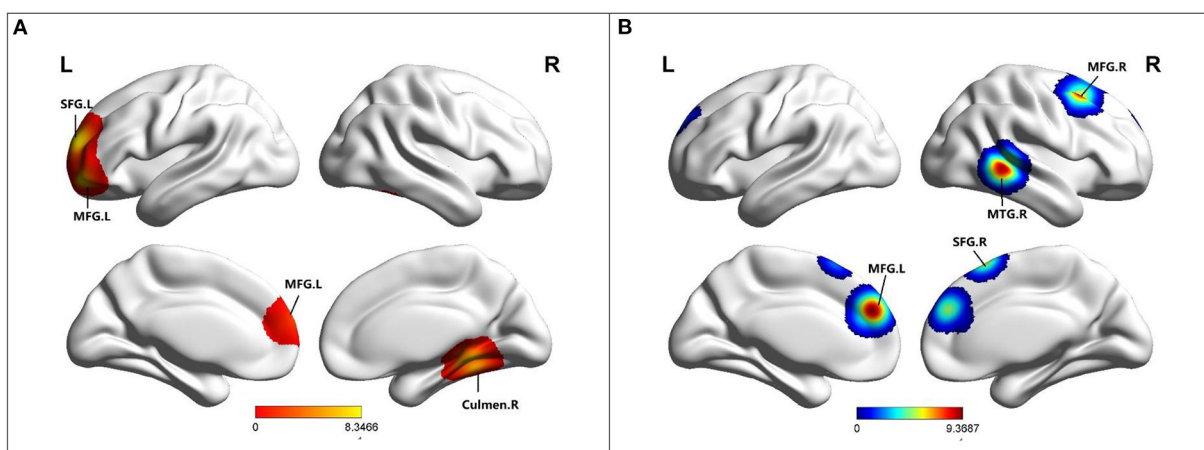 A
L
R
SFG.L
MFG.L
MFG.L
Culmen.R
0
8.3466
B
L
R
MFG.R
MTG.R
SFG.R
MFG.L
0
9.3687